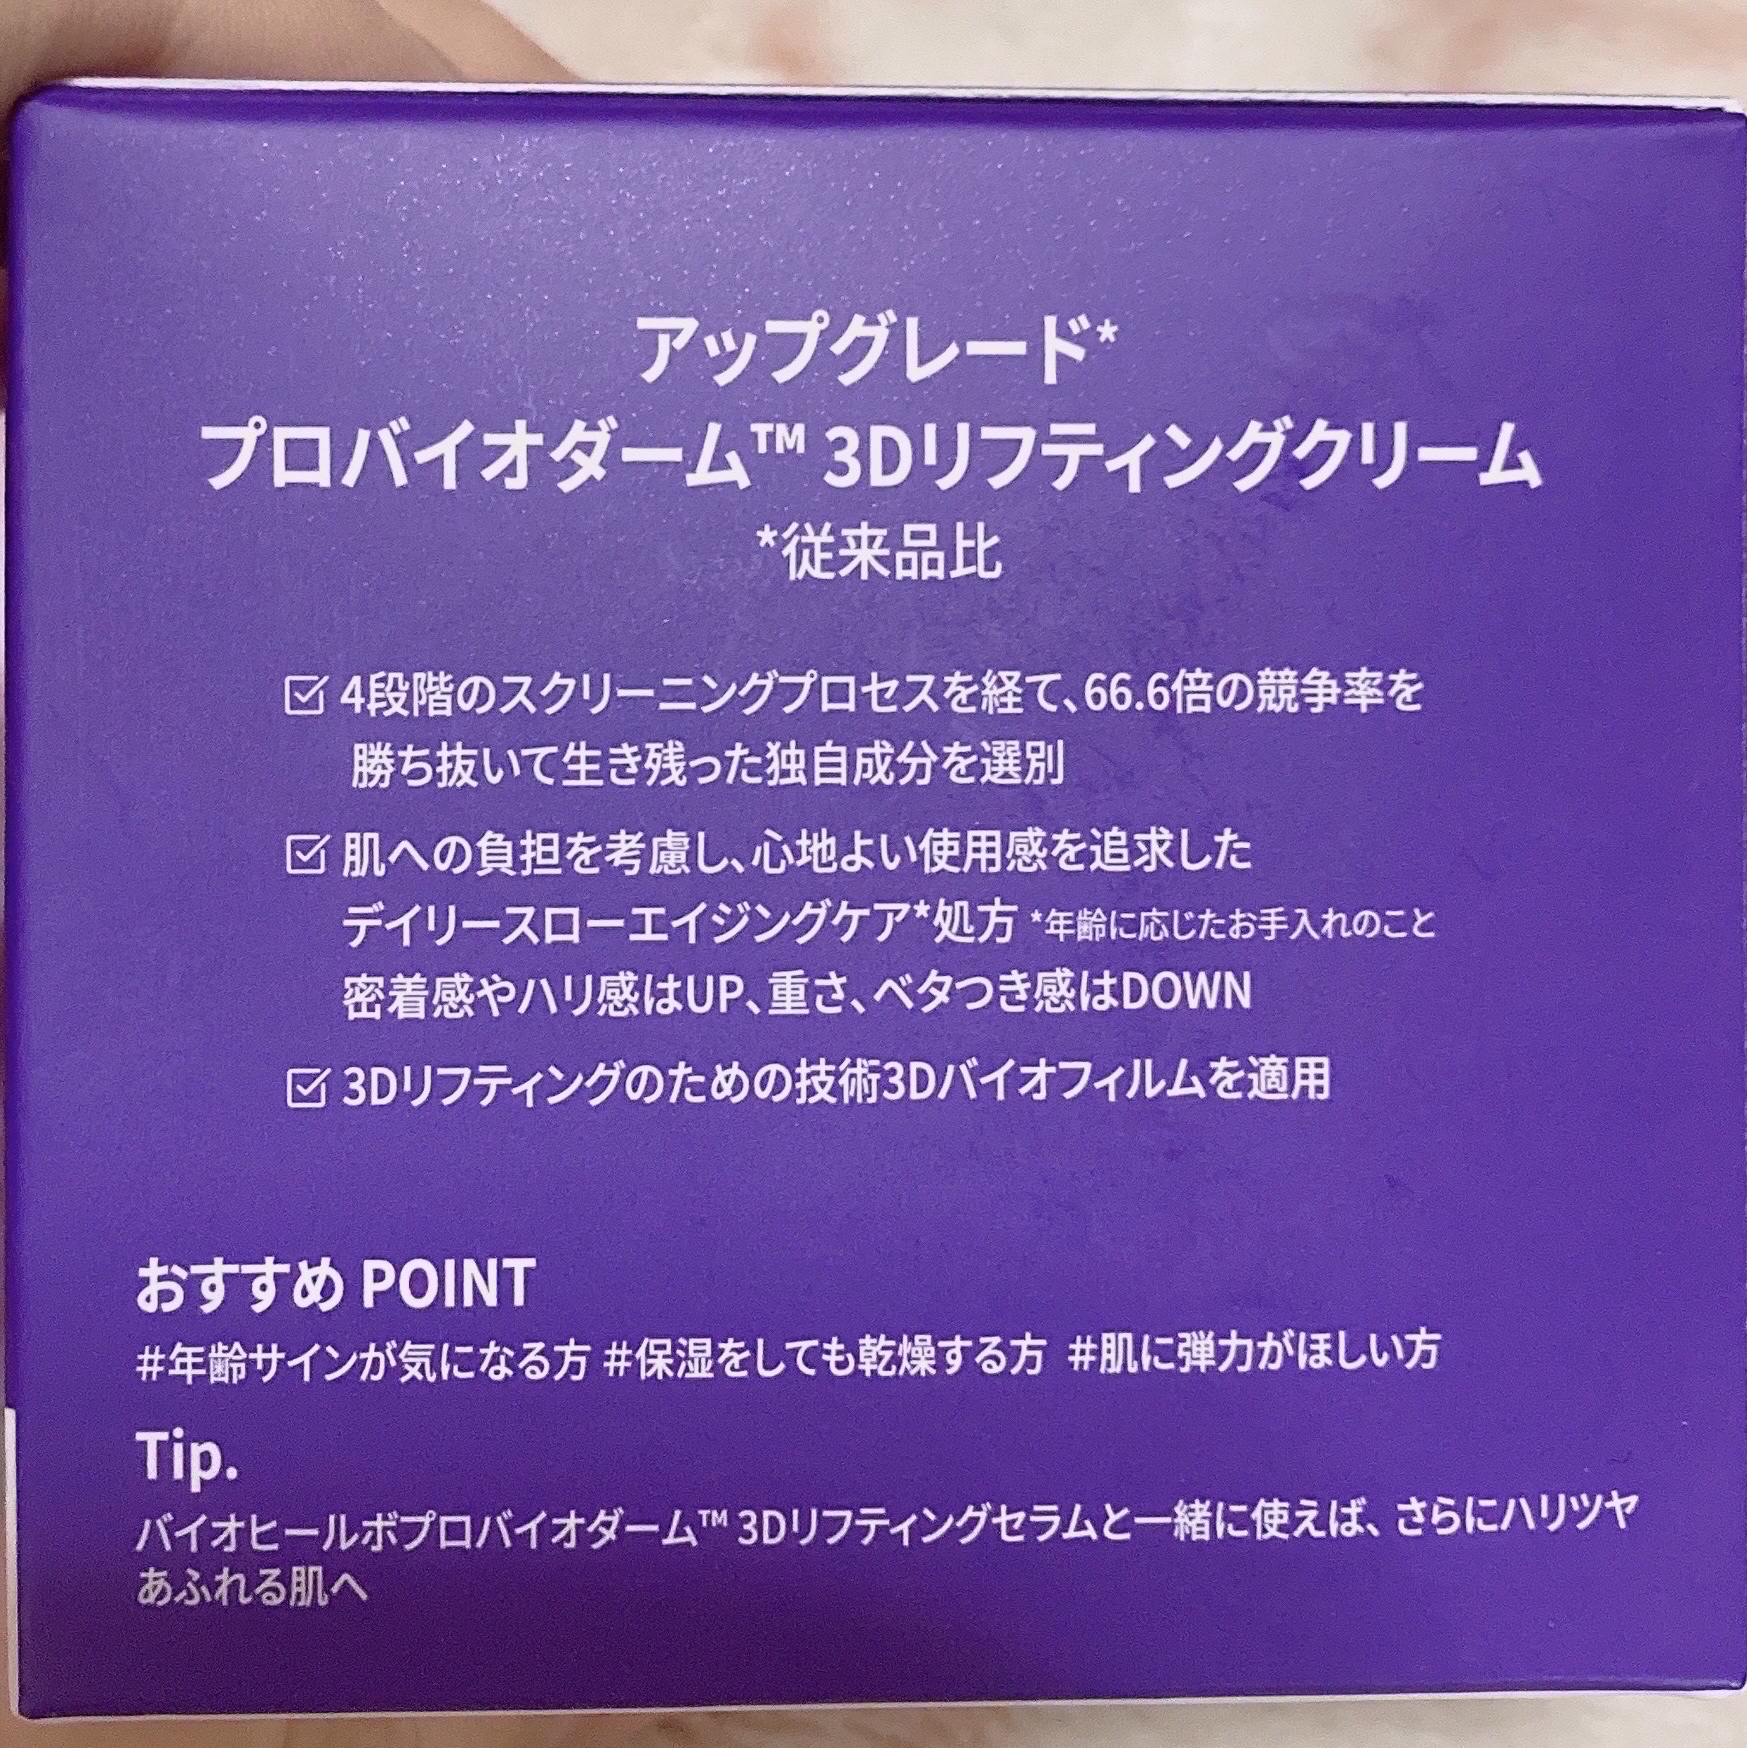 アップグレード*
プロバイオダーム™ 3Dリフティングクリーム
*従来品比
☑ 4段階のスクリーニングプロセスを経て、66.6倍の競争率を
勝ち抜いて生き残った独自成分を選別
☑ 肌への負担を考慮し、心地よい使用感を追求した
デイリースローエイジングケア*処方 *年齢に応じたお手入れのこと
密着感やハリ感はUP、重さ、ベタつき感はDOWN
☑ 3Dリフティングのための技術3Dバイオフィルムを適用
おすすめ POINT
#年齢サインが気になる方 #保湿をしても乾燥する方 #肌に弾力がほしい方
Tip.
バイオヒールボプロバイオダーム™ 3Dリフティングセラムと一緒に使えば、さらにハリツヤ
あふれる肌へ